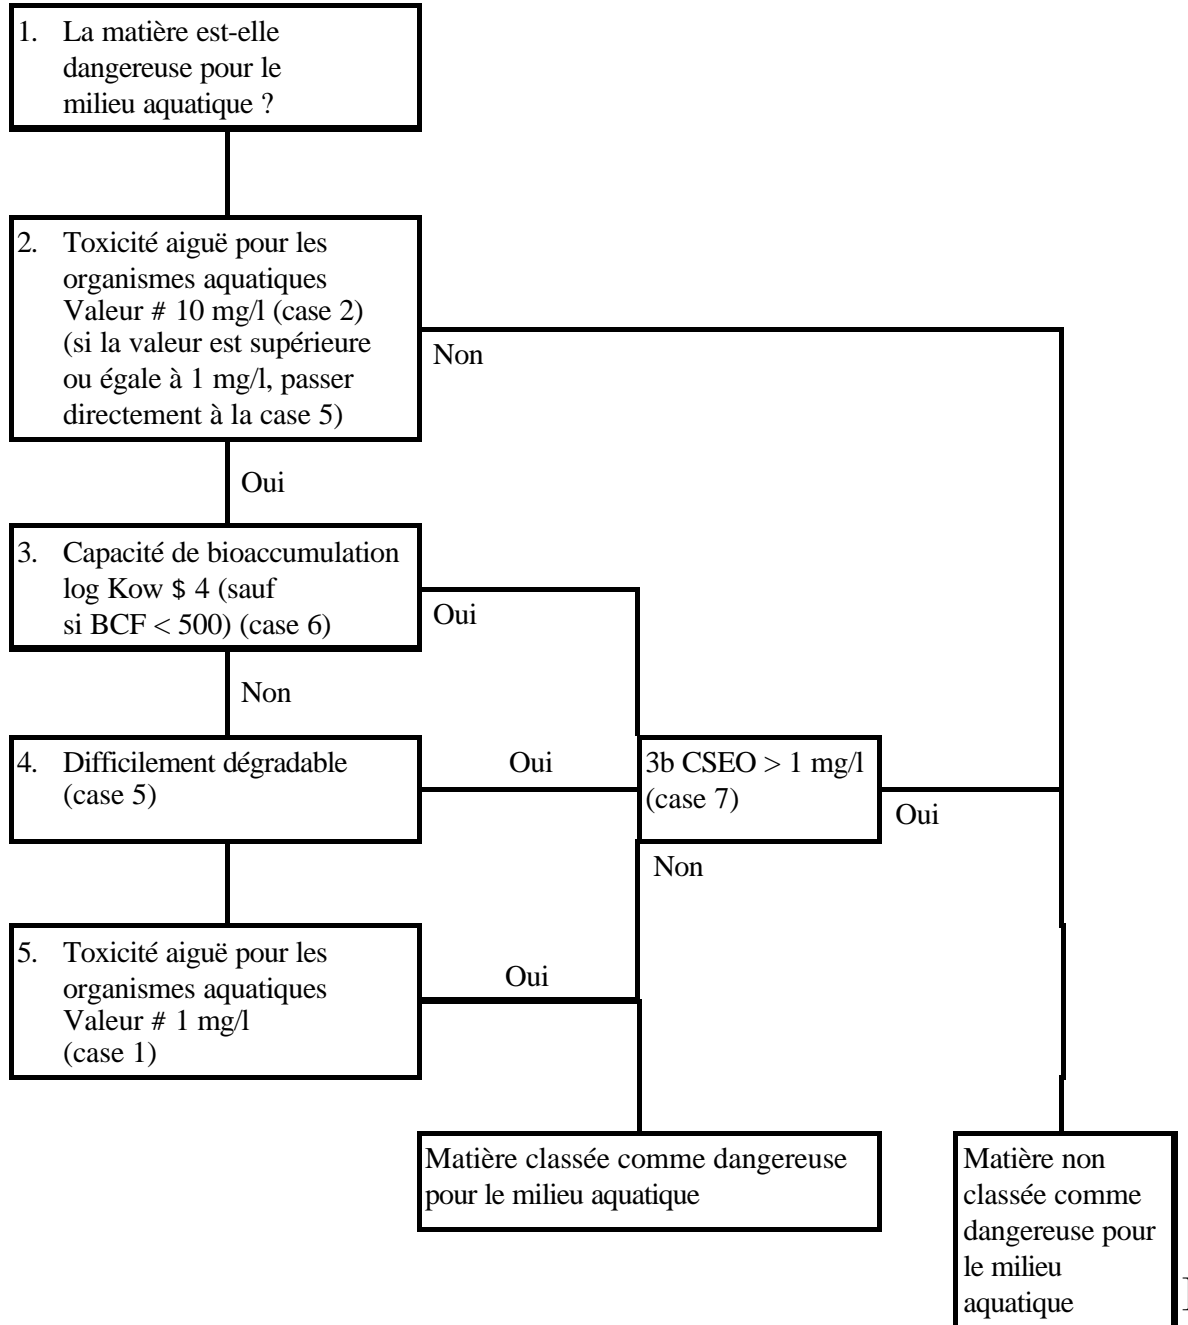 1. La matière est-elle
dangereuse pour le
milieu aquatique ?
2. Toxicité aiguë pour les
organismes aquatiques
Valeur # 10 mg/l (case 2)
(si la valeur est supérieure
ou égale à 1 mg/l, passer
directement à la case 5)
Non
Oui
3. Capacité de bioaccumulation
log Kow $ 4 (sauf
si BCF < 500) (case 6)
Oui
Non
4. Difficilement dégradable
(case 5)
Oui
3b CSEO > 1 mg/l
(case 7)
Oui
Non
5. Toxicité aiguë pour les
organismes aquatiques
Valeur # 1 mg/l
(case 1)
Oui
Matière classée comme dangereuse
pour le milieu aquatique
Matière non
classée comme
dangereuse pour
le milieu
aquatique